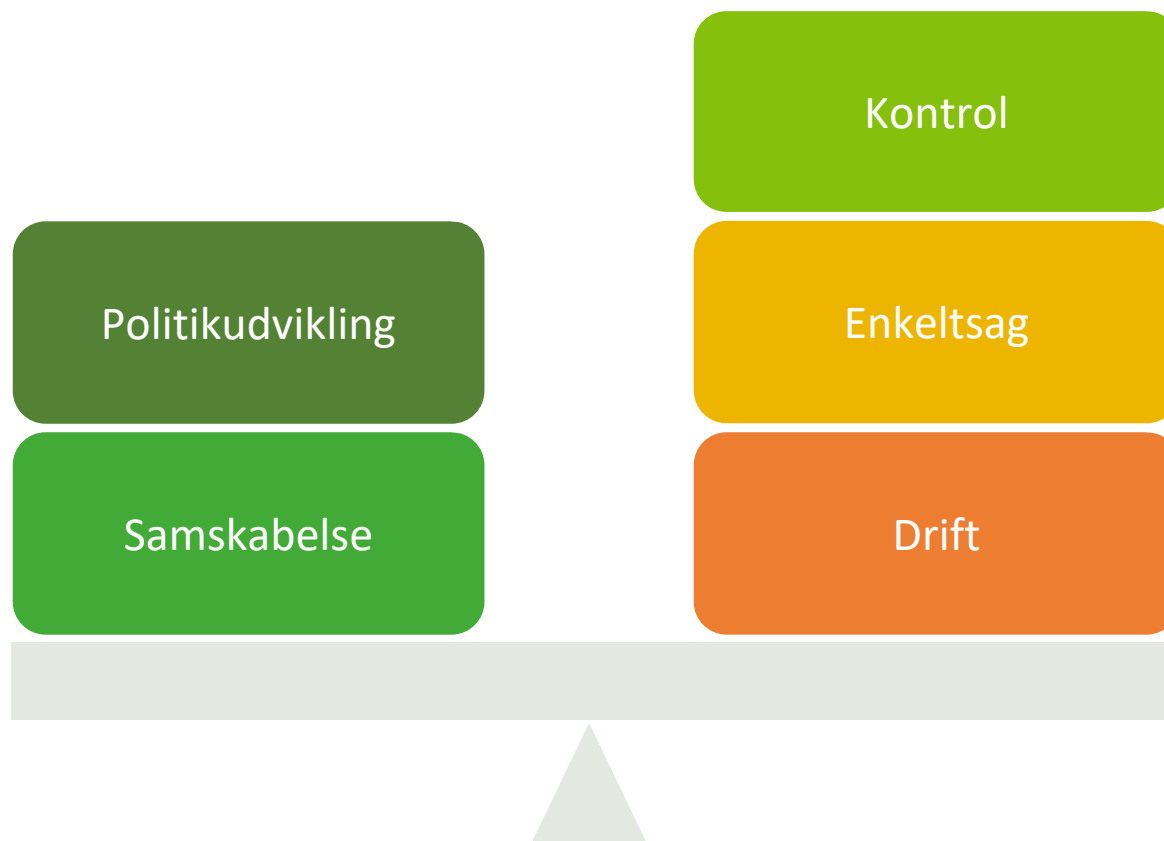 Kontrol
Politikudvikling
Enkeltsag
Samskabelse
Drift